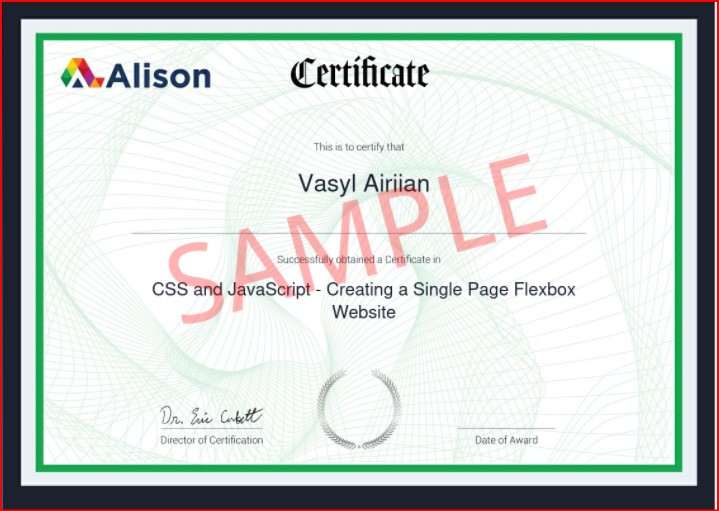 Alison
Certificate
This is to certify that
Vasyl Airiian
SAMPLE
Successfully obtained a Certificate in
CSS and JavaScript - Creating a Single Page Flexbox
Website
Dr. Eric Corbett
Director of Certification
Date of Award